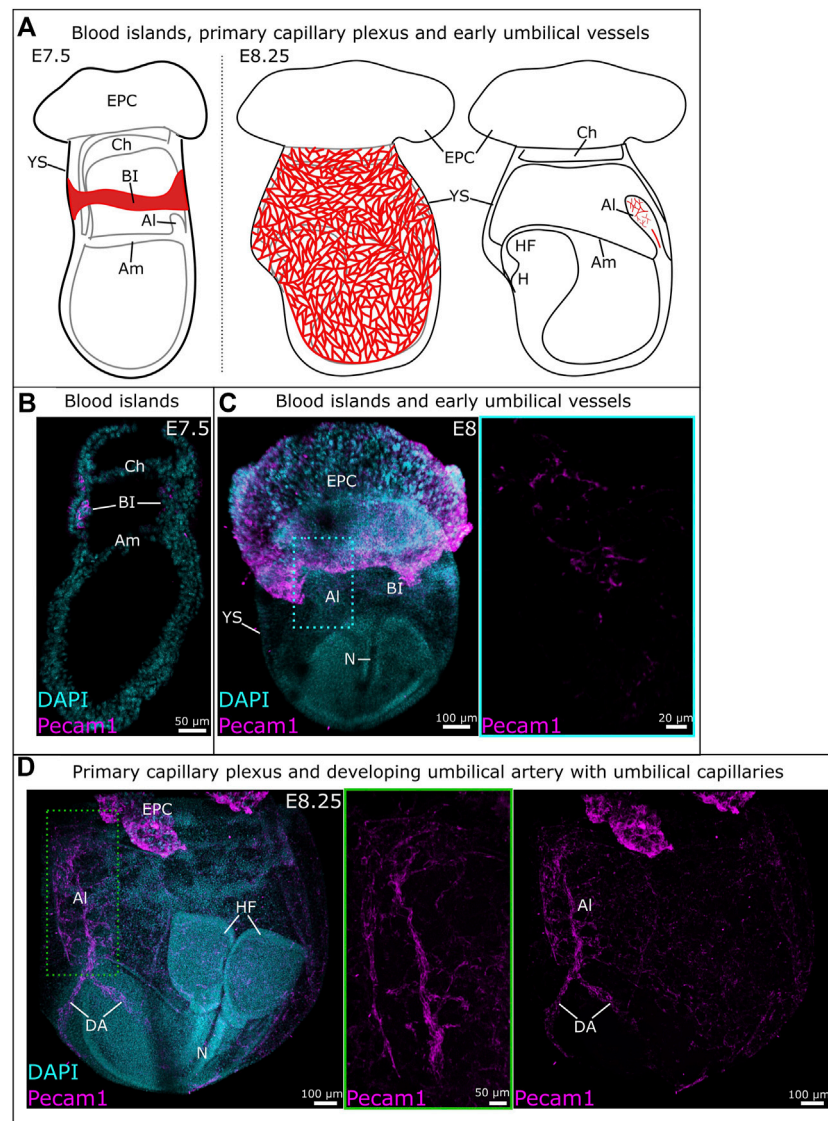 A
Blood islands, primary capillary plexus and early umbilical vessels
E7.5
EPC
Ch
YS
BI
Al
Am
E8.25
EPC
YS
Ch
Al
HF
Am
H
B
Blood islands
E7.5
Ch
BI
Am
DAPI
Pecam1
50 µm
C
Blood islands and early umbilical vessels
E8
EPC
Al
BI
YS
N
DAPI
Pecam1
100 µm
Pecam1
20 µm
D
Primary capillary plexus and developing umbilical artery with umbilical capillaries
EPC
E8.25
Al
HF
DA
N
DAPI
Pecam1
100 µm
Pecam1
50 µm
Al
DA
Pecam1
100 µm